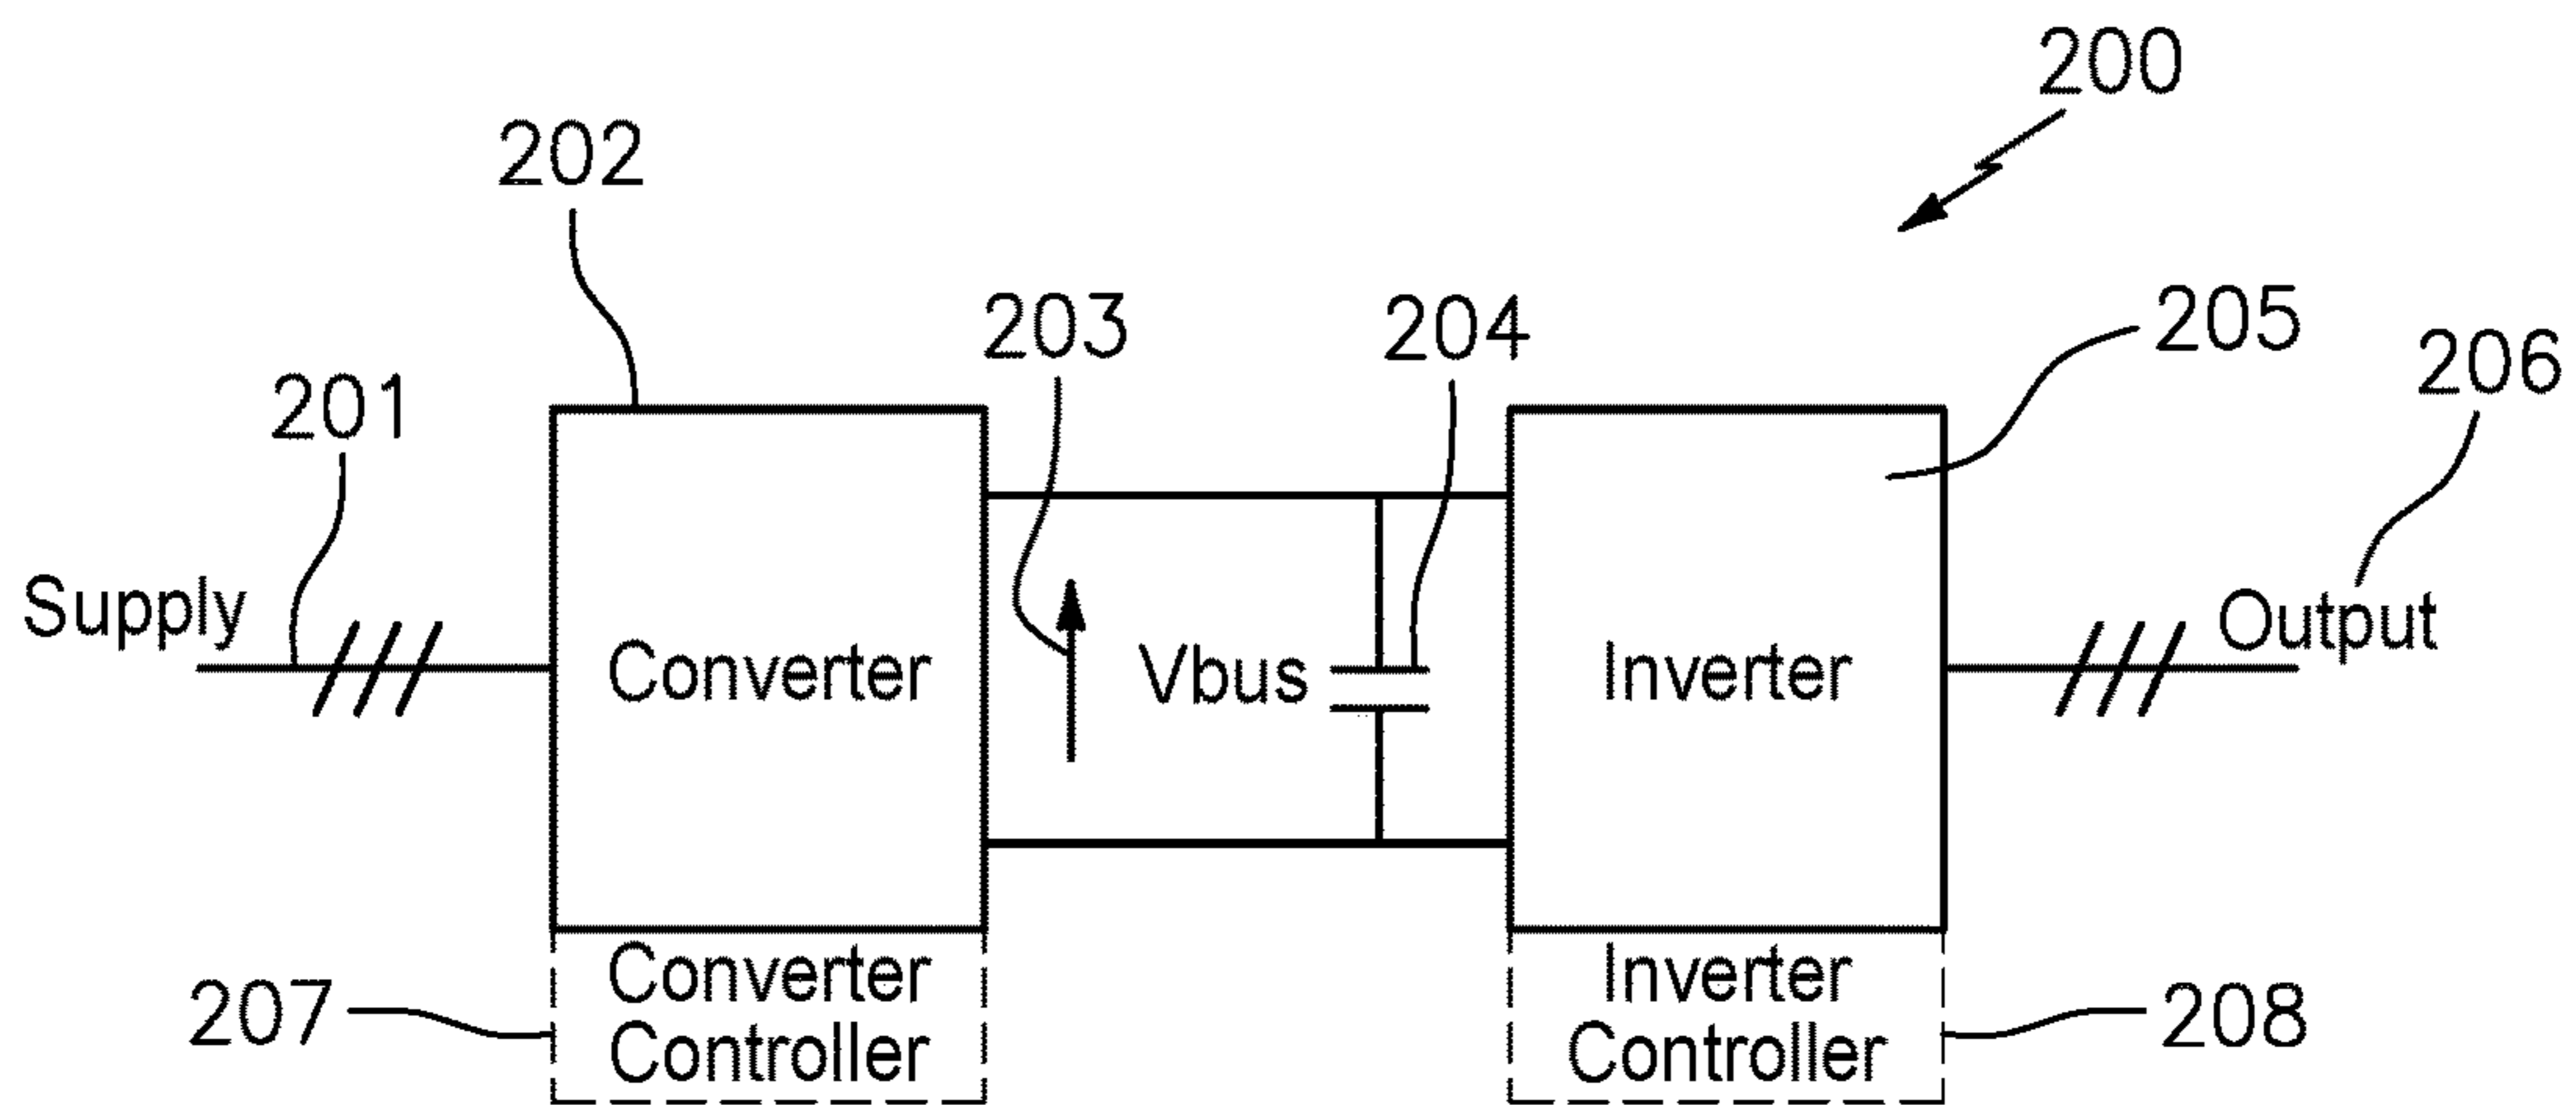 200
202
203
204
205
206
201
Supply
Output
Converter
Vbus
Inverter
Converter
Controller
Inverter
Controller
207
208